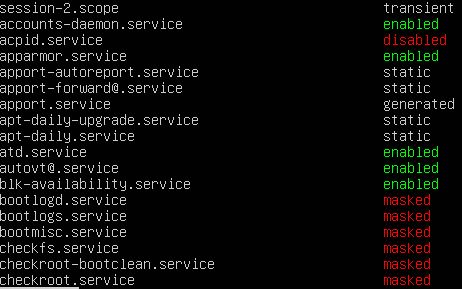 session-2.scope transient
accounts-daemon.service enabled
acpid.service disabled
apparmor.service enabled
apport-autoreport.service static
apport-forward@.service static
apport.service generated
apt-daily-upgrade.service static
apt-daily.service static
atd.service enabled
autovt@.service enabled
blk-availability.service enabled
bootlogd.service masked
bootlogs.service masked
bootmisc.service masked
checkfs.service masked
checkroot-bootclean.service masked
checkroot.service masked